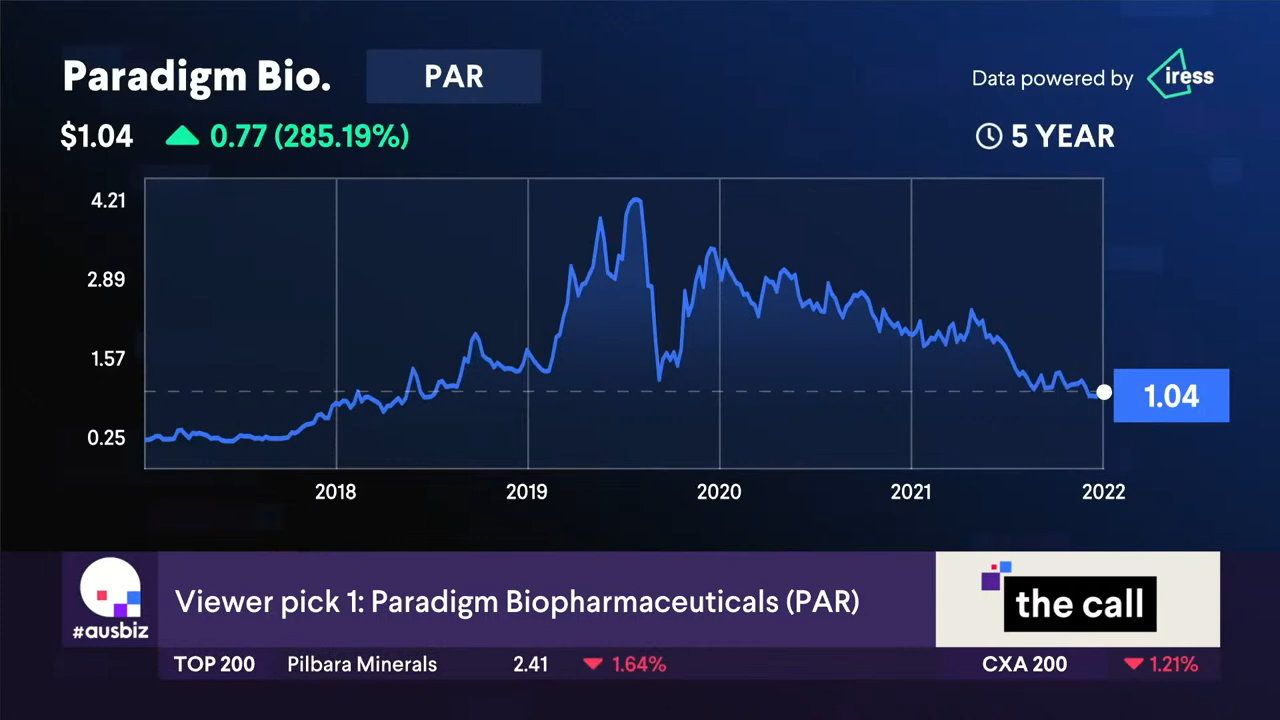 Paradigm Bio. PAR
Data powered by iress
$1.04 ▲ 0.77 (285.19%)
5 YEAR
4.21
2.89
1.57
0.25
1.04
2018 2019 2020 2021 2022
#ausbiz
Viewer pick 1: Paradigm Biopharmaceuticals (PAR)
the call
TOP 200 Pilbara Minerals 2.41 ▼ 1.64% CXA 200 ▼ 1.21%